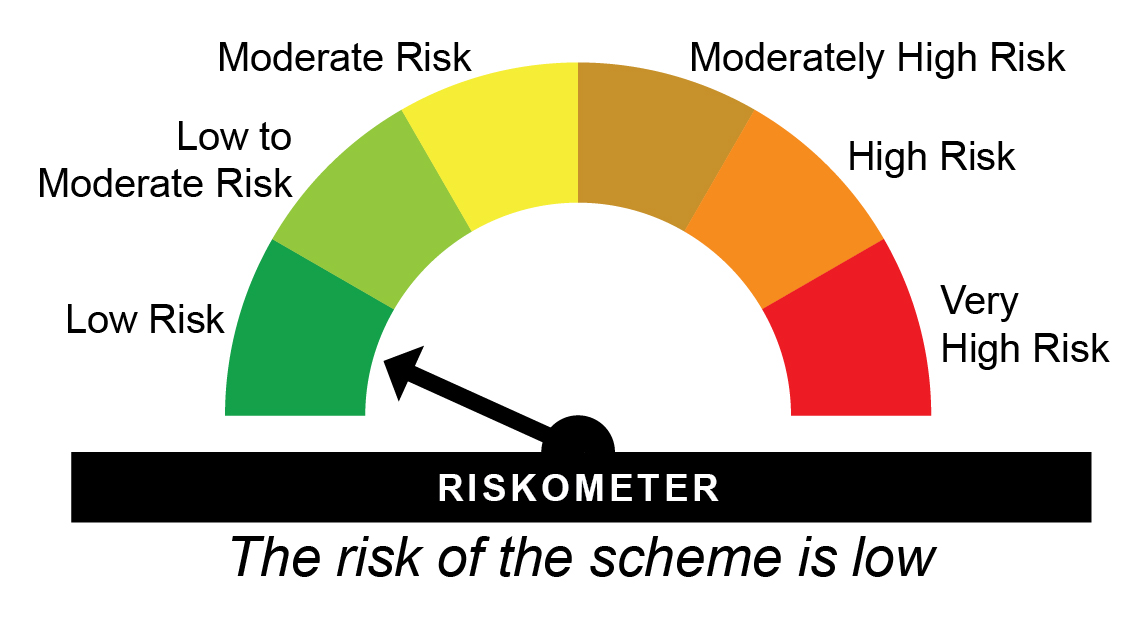 Moderate Risk
Moderately High Risk
Low to
Moderate Risk
High Risk
Low Risk
Very
High Risk
RISKOMETER
The risk of the scheme is low